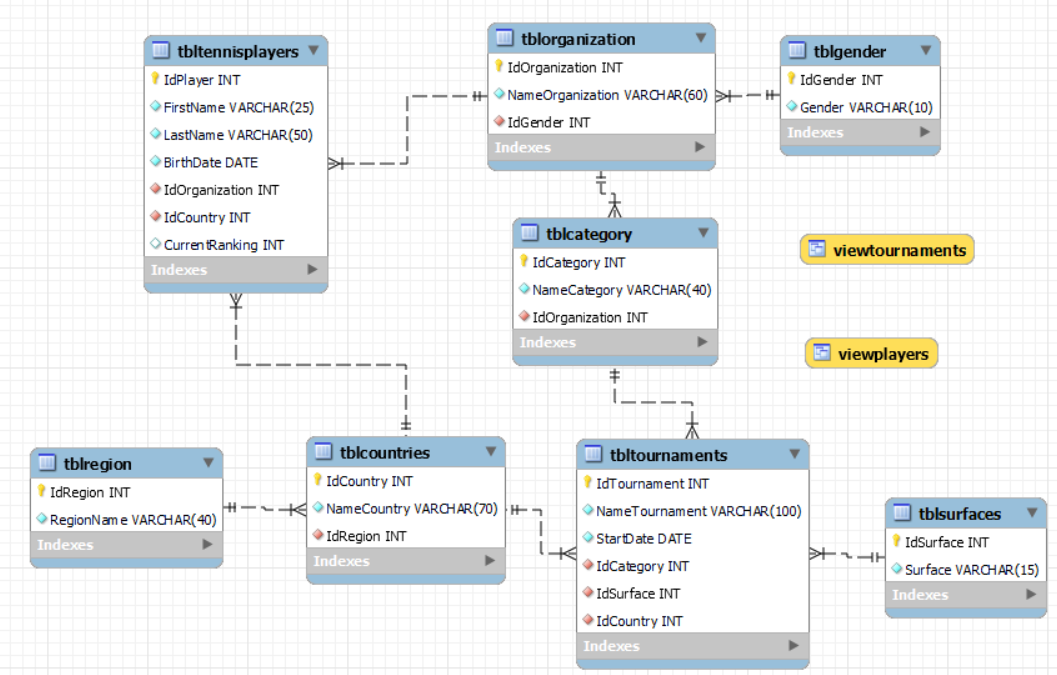 tbltennisplayers
IdPlayer INT
FirstName VARCHAR(25)
LastName VARCHAR(50)
BirthDate DATE
IdOrganization INT
IdCountry INT
CurrentRanking INT
Indexes
tblorganization
IdOrganization INT
NameOrganization VARCHAR(60)
IdGender INT
Indexes
tblgender
IdGender INT
Gender VARCHAR(10)
Indexes
tblcategory
IdCategory INT
NameCategory VARCHAR(40)
IdOrganization INT
Indexes
viewtournaments
viewplayers
tblregion
IdRegion INT
RegionName VARCHAR(40)
Indexes
tblcountries
IdCountry INT
NameCountry VARCHAR(70)
IdRegion INT
Indexes
tbltournaments
IdTournament INT
NameTournament VARCHAR(100)
StartDate DATE
IdCategory INT
IdSurface INT
IdCountry INT
Indexes
tblsurfaces
IdSurface INT
Surface VARCHAR(15)
Indexes